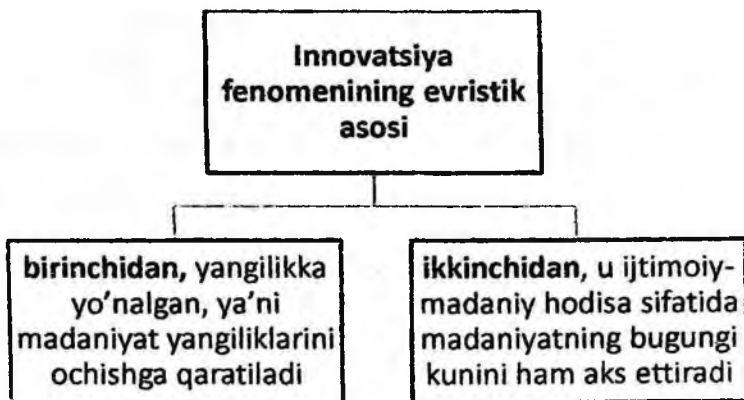 Innovatsiya
fenomenining evristik
asosi
birinchidan, yangilikka
yo'nalgan, ya'ni
madaniyat yangiliklarini
ochishga qaratiladi
ikkinchidan, u ijtimoiy-
madaniy hodisa sifatida
madaniyatning bugungi
kunini ham aks ettiradi